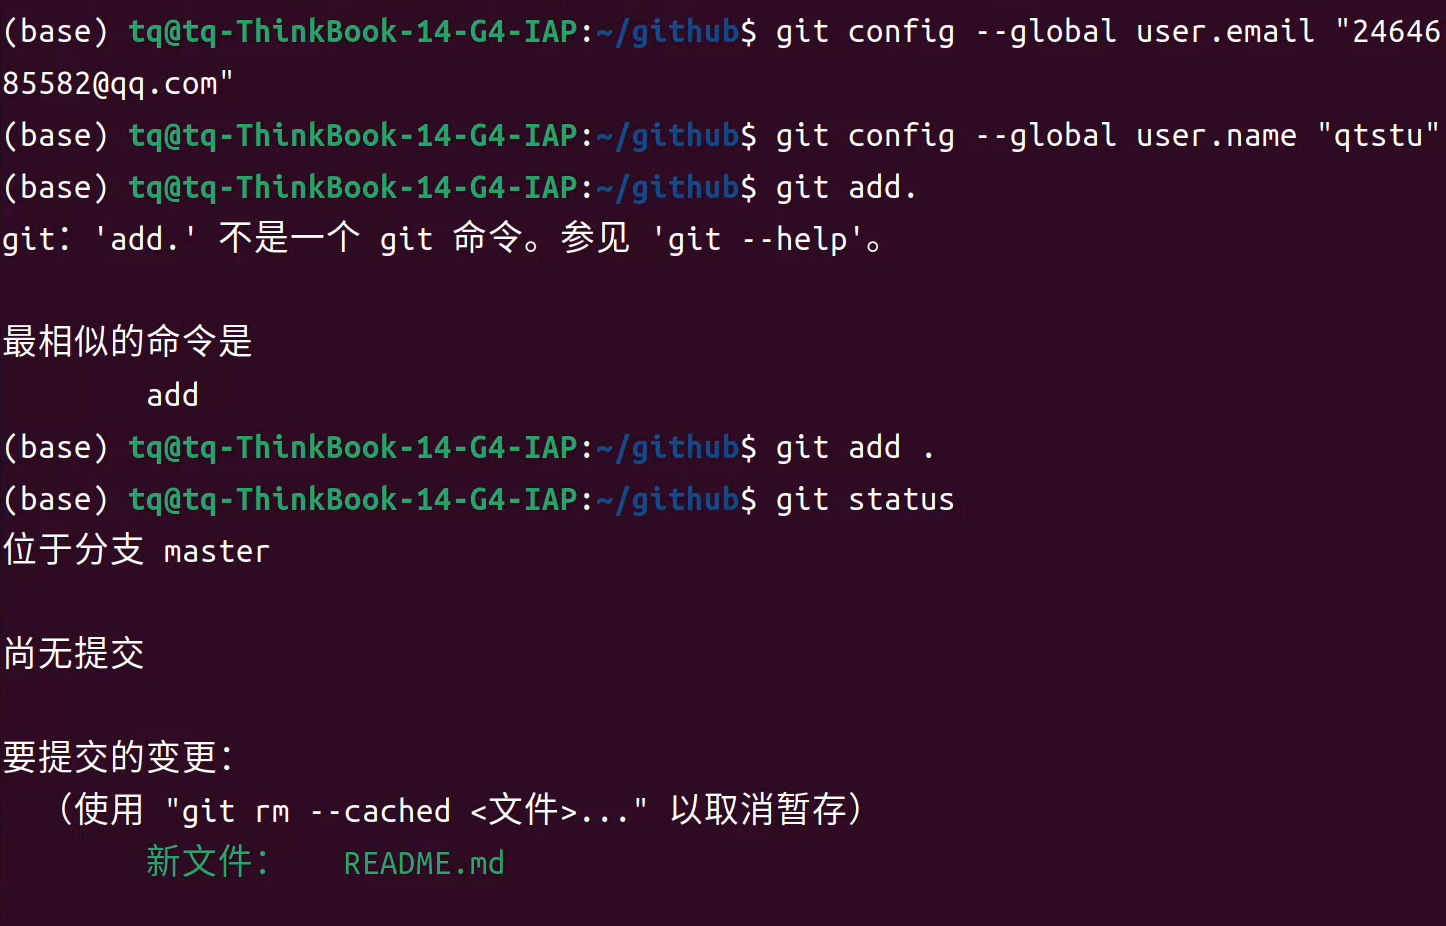 (base) tq@tq-ThinkBook-14-G4-IAP:~/github$ git config --global user.email "24646
85582@qq.com"
(base) tq@tq-ThinkBook-14-G4-IAP:~/github$ git config --global user.name "qtstu"
(base) tq@tq-ThinkBook-14-G4-IAP:~/github$ git add.
git：'add.' 不是一个 git 命令。参见 'git --help'。
最相似的命令是
        add
(base) tq@tq-ThinkBook-14-G4-IAP:~/github$ git add .
(base) tq@tq-ThinkBook-14-G4-IAP:~/github$ git status
位于分支 master
尚无提交
要提交的变更：
  （使用 "git rm --cached <文件>..." 以取消暂存）
        新文件：   README.md